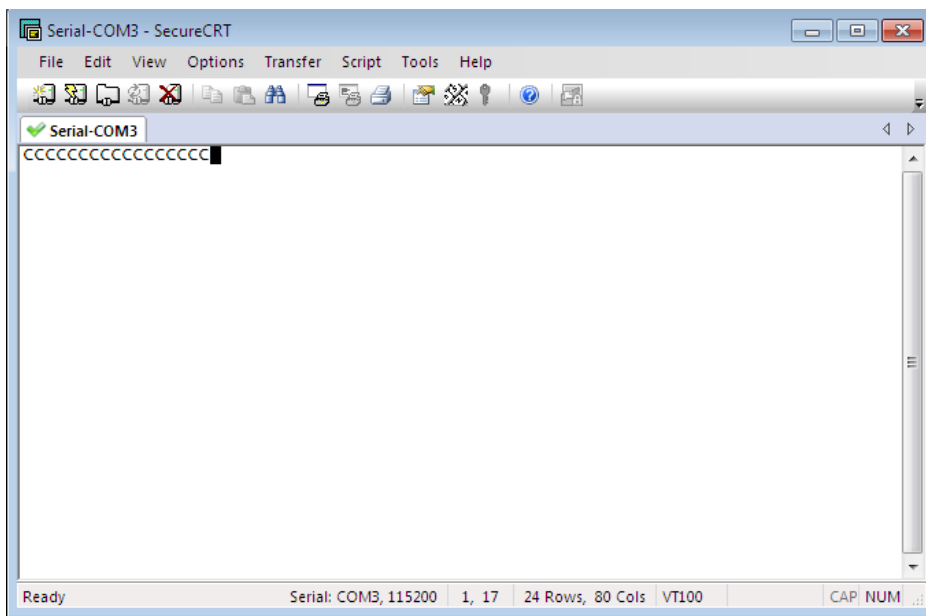 Serial-COM3 - SecureCRT
File Edit View Options Transfer Script Tools Help
Serial-COM3
CCCCCCCCCCCCCCCCC
Ready Serial: COM3, 115200 1, 17 24 Rows, 80 Cols VT100 CAP NUM